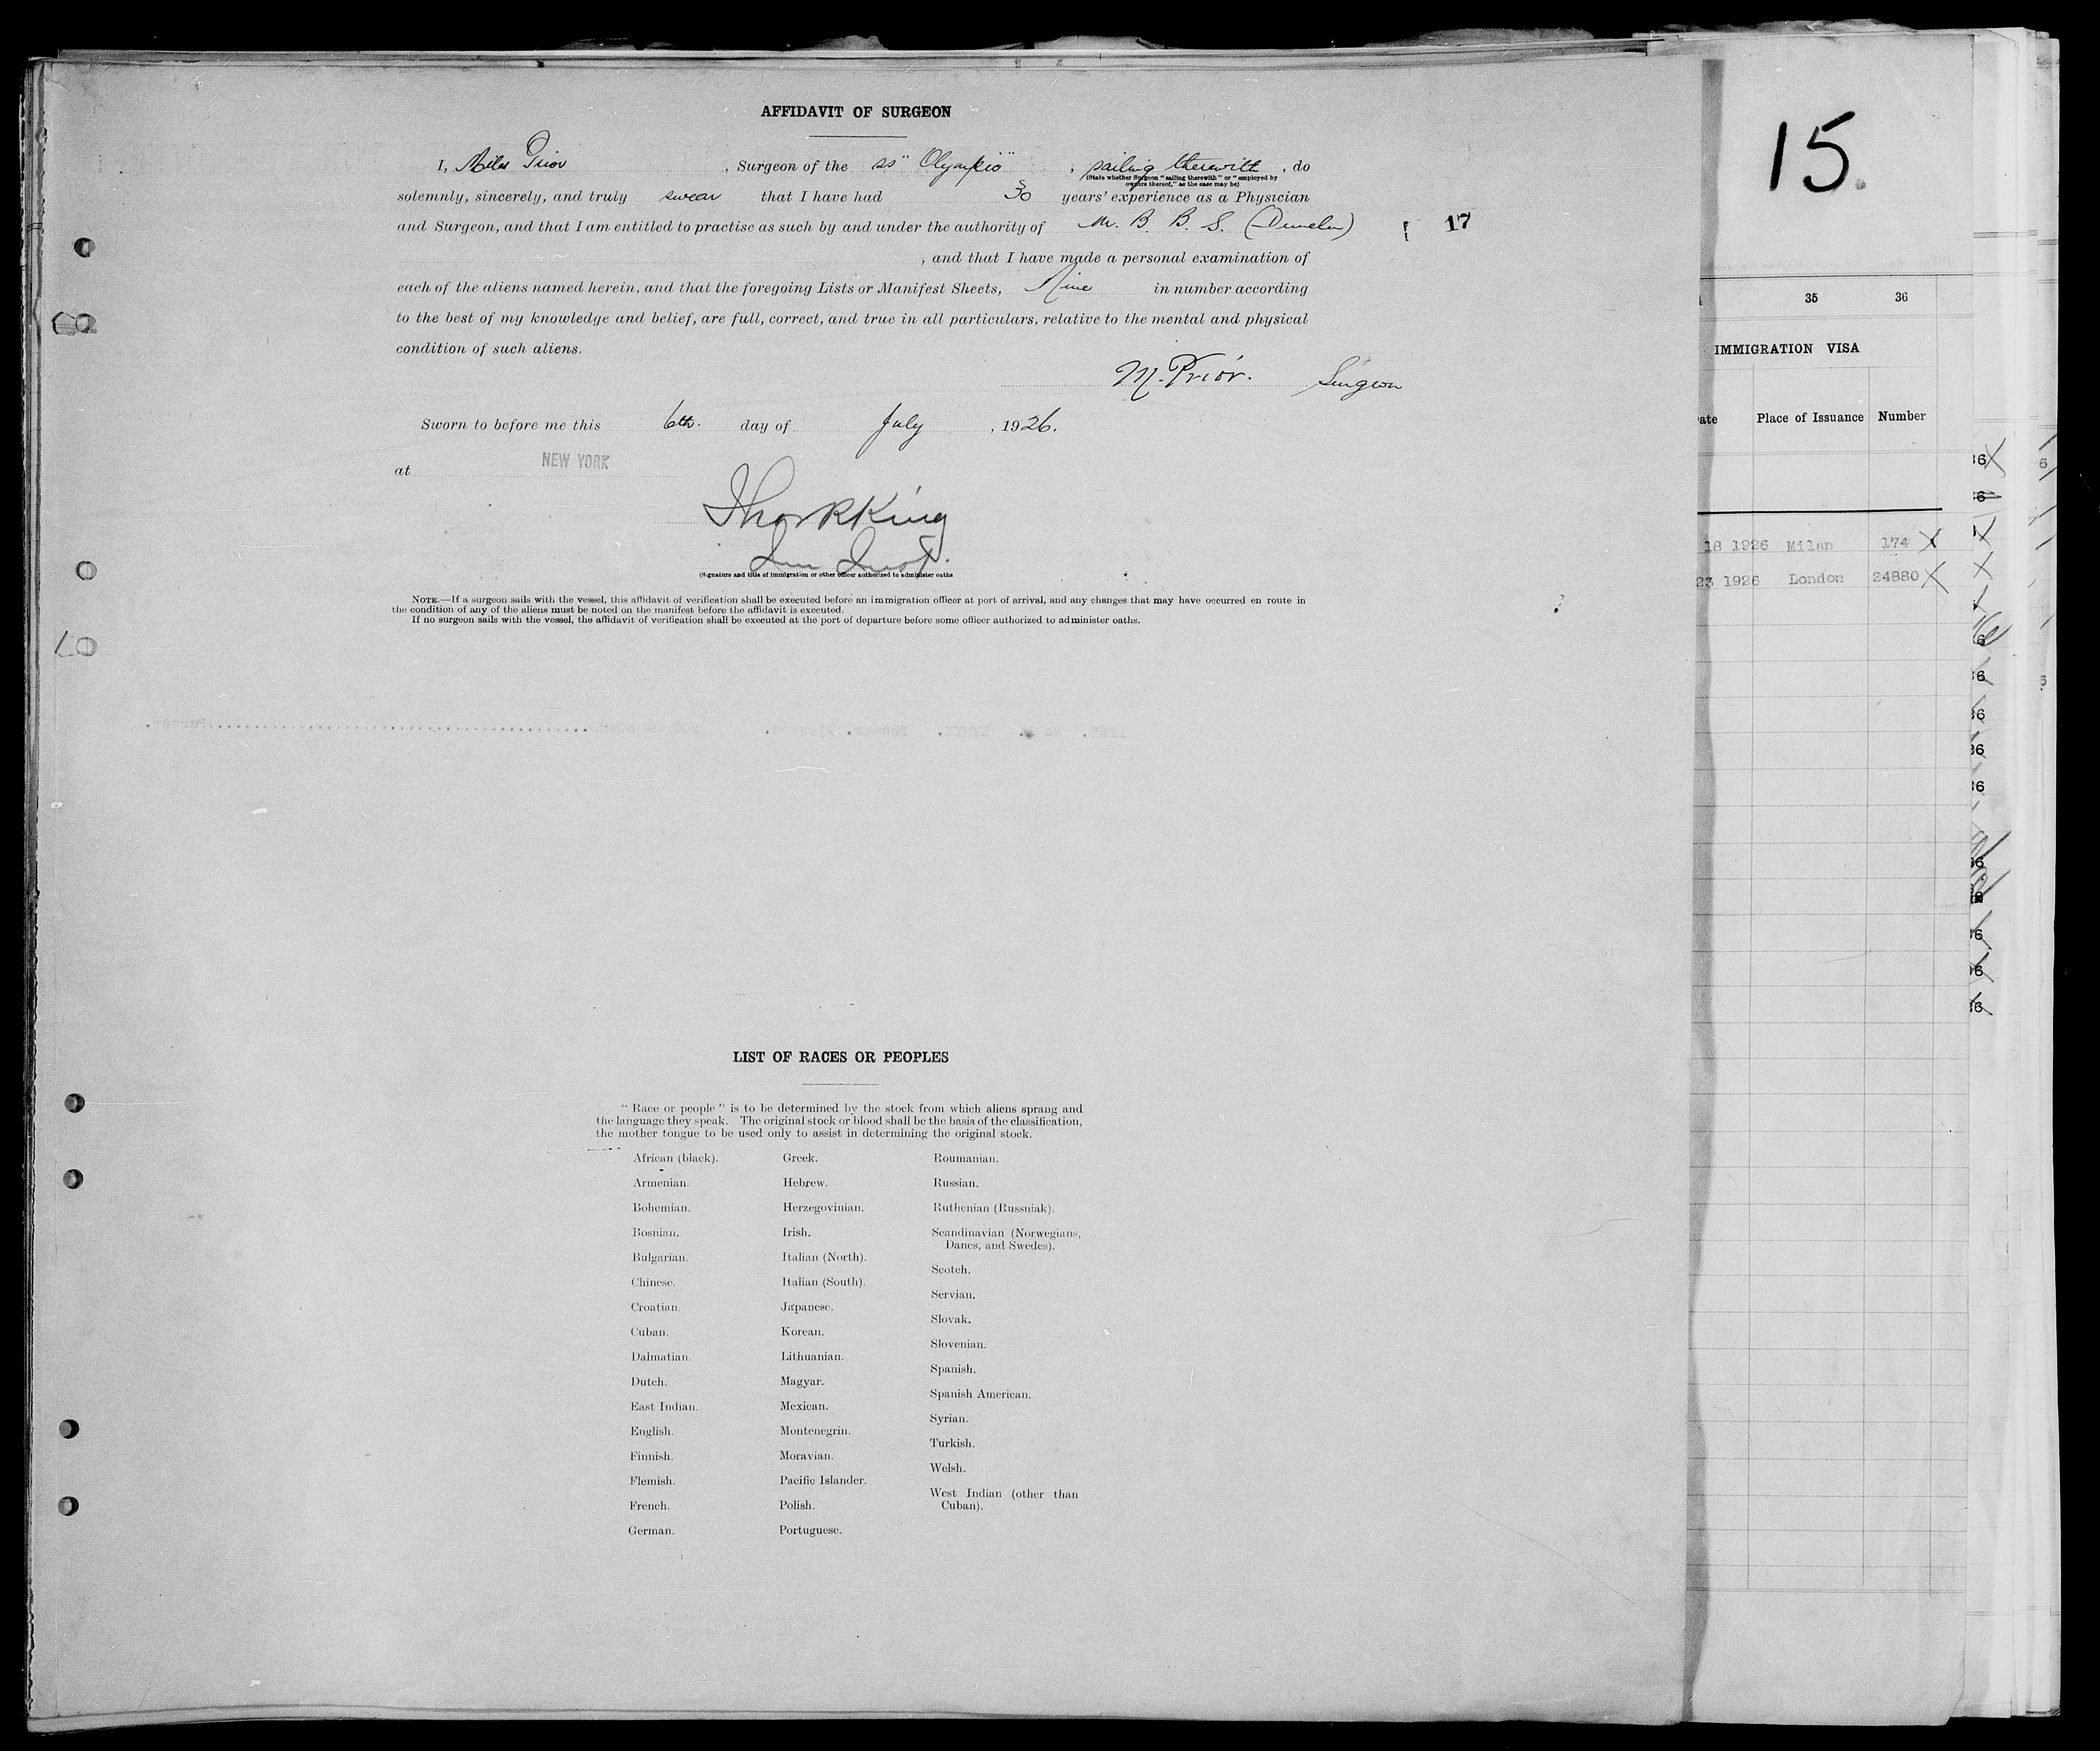 AFFIDAVIT OF SURGEON
I, Miles Prior, Surgeon of the ss "Olympic", sailing therewith, do
(State whether Surgeon "sailing therewith" or "employed by
owners thereof," as the case may be)
solemnly, sincerely, and truly swear that I have had 30 years' experience as a Physician
and Surgeon, and that I am entitled to practise as such by and under the authority of M. B. B. S. (Dunelm)
17
, and that I have made a personal examination of
each of the aliens named herein, and that the foregoing Lists or Manifest Sheets, Nine in number according
to the best of my knowledge and belief, are full, correct, and true in all particulars, relative to the mental and physical
condition of such aliens.
M. Prior. Surgeon
Sworn to before me this 6th. day of July, 1926.
at NEW YORK
King
(Signature and title of immigration or other officer authorized to administer oaths
NOTE.—If a surgeon sails with the vessel, this affidavit of verification shall be executed before an immigration officer at port of arrival, and any changes that may have occurred en route in
the condition of any of the aliens must be noted on the manifest before the affidavit is executed.
If no surgeon sails with the vessel, the affidavit of verification shall be executed at the port of departure before some officer authorized to administer oaths.
LIST OF RACES OR PEOPLES
"Race or people" is to be determined by the stock from which aliens sprang and
the language they speak. The original stock or blood shall be the basis of the classification,
the mother tongue to be used only to assist in determining the original stock.
African (black).
Armenian.
Bohemian.
Bosnian.
Bulgarian.
Chinese.
Croatian.
Cuban.
Dalmatian.
Dutch.
East Indian.
English.
Finnish.
Flemish.
French.
German.
Greek.
Hebrew.
Herzegovinian.
Irish.
Italian (North).
Italian (South).
Japanese.
Korean.
Lithuanian.
Magyar.
Mexican.
Montenegrin.
Moravian.
Pacific Islander.
Polish.
Portuguese.
Roumanian.
Russian.
Ruthenian (Russniak).
Scandinavian (Norwegians,
Danes, and Swedes).
Scotch.
Servian.
Slovak.
Slovenian.
Spanish.
Spanish American.
Syrian.
Turkish.
Welsh.
West Indian (other than
Cuban).
15.
35 36
IMMIGRATION VISA
Place of Issuance Number
18 1926 Milan 174 X
23 1926 London 24880 X